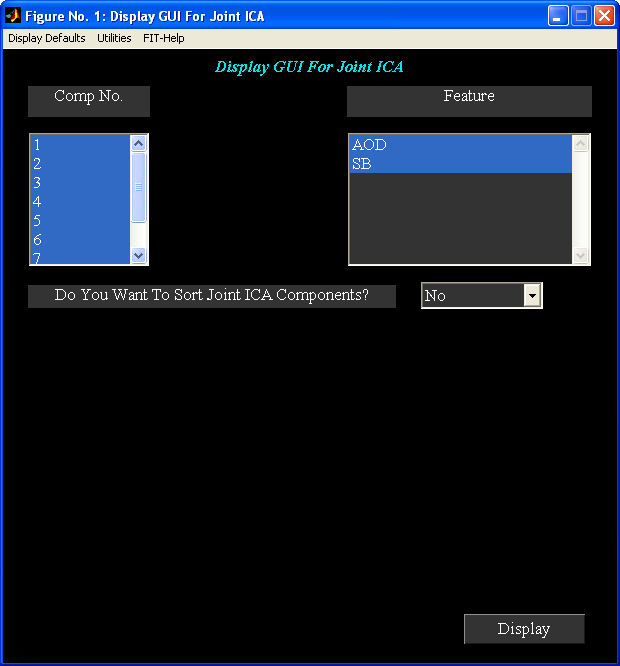 Figure No. 1: Display GUI For Joint ICA
Display Defaults Utilities FIT-Help
Display GUI For Joint ICA
Comp No.
Feature
1
2
3
4
5
6
7
AOD
SB
Do You Want To Sort Joint ICA Components?
No
Display